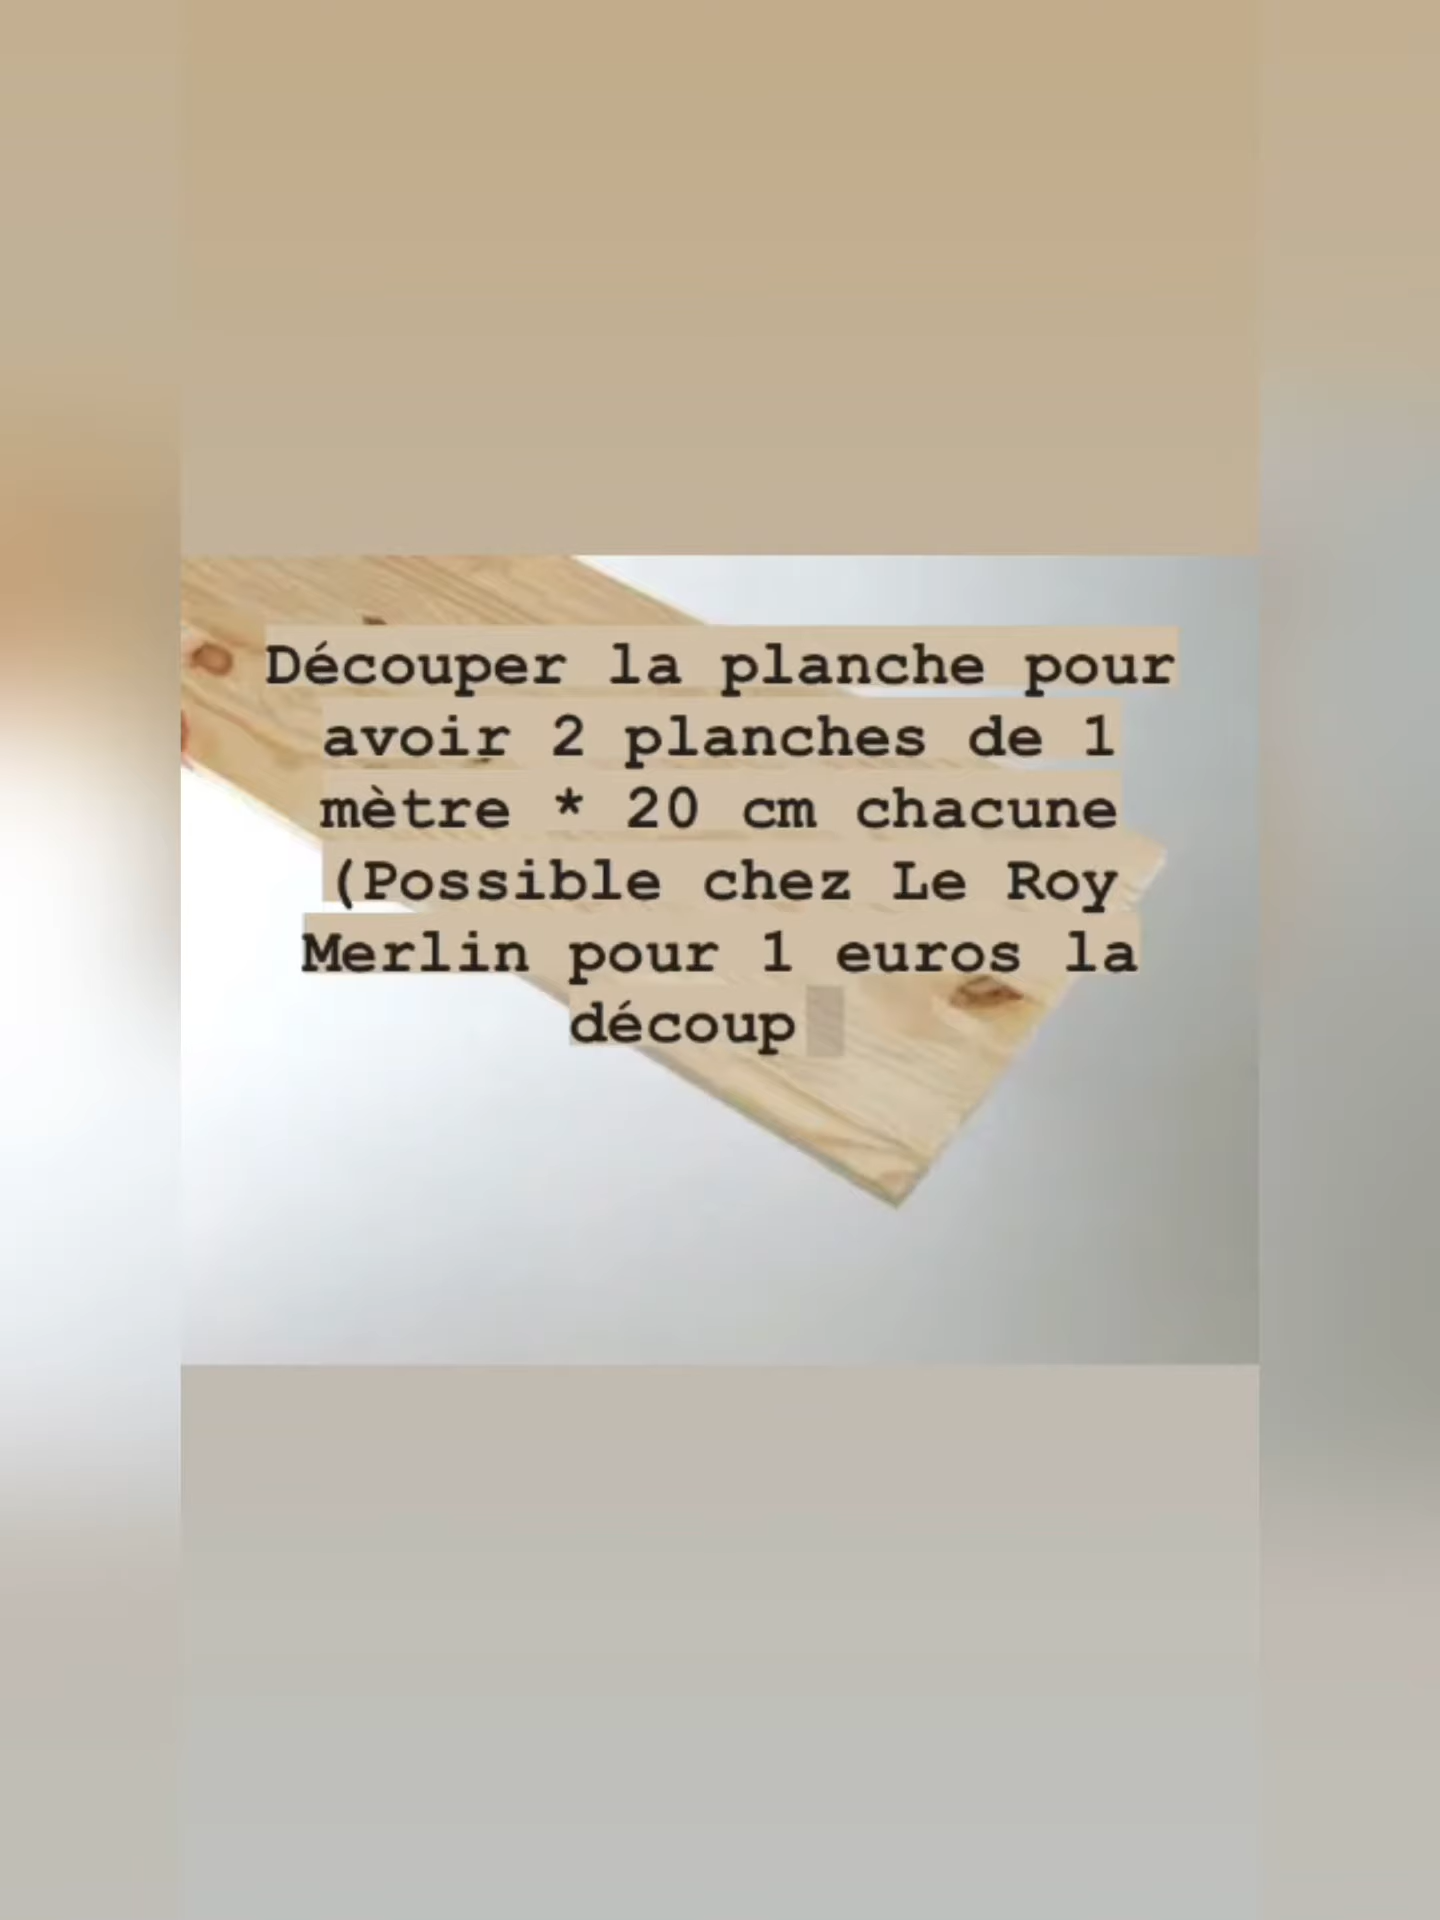 Découper la planche pour
avoir 2 planches de 1
mètre * 20 cm chacune
(Possible chez Le Roy
Merlin pour 1 euros la
découp